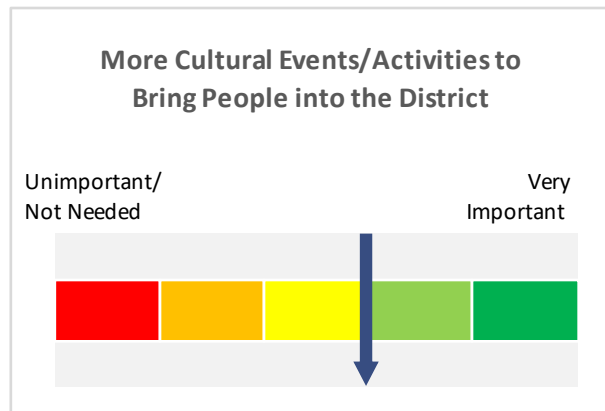 More Cultural Events/Activities to
Bring People into the District
Unimportant/
Not Needed
Very
Important